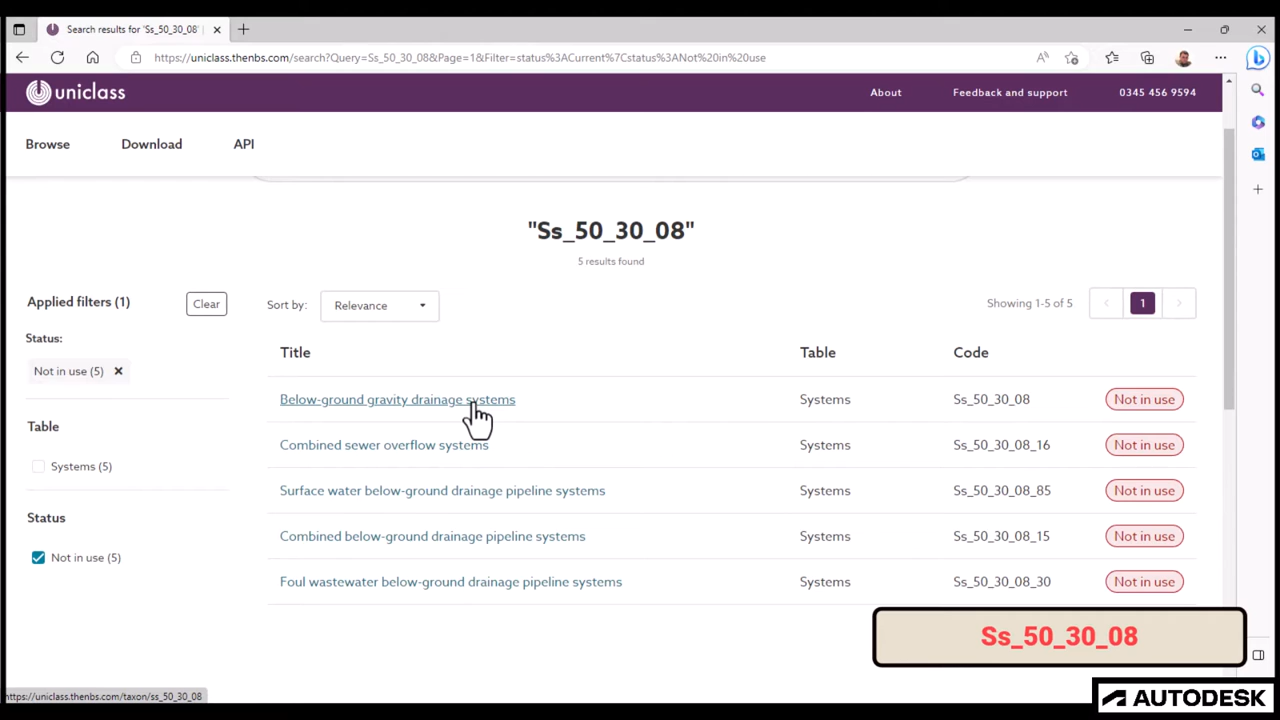 Search results for 'Ss_50_30_08' |
https://uniclass.thenbs.com/search?Query=Ss_50_30_08&Page=1&Filter=status%3ACurrent%7Cstatus%3ANot%20in%20use
uniclass
About
Feedback and support
0345 456 9594
Browse
Download
API
"Ss_50_30_08"
5 results found
Applied filters (1)
Clear
Sort by:
Relevance
Showing 1-5 of 5
1
Status:
Not in use (5)
Title
Table
Code
Below-ground gravity drainage systems
Systems
Ss_50_30_08
Not in use
Table
Combined sewer overflow systems
Systems
Ss_50_30_08_16
Not in use
Systems (5)
Surface water below-ground drainage pipeline systems
Systems
Ss_50_30_08_85
Not in use
Status
Combined below-ground drainage pipeline systems
Systems
Ss_50_30_08_15
Not in use
Not in use (5)
Foul wastewater below-ground drainage pipeline systems
Systems
Ss_50_30_08_30
Not in use
Ss_50_30_08
https://uniclass.thenbs.com/taxon/ss_50_30_08
AUTODESK